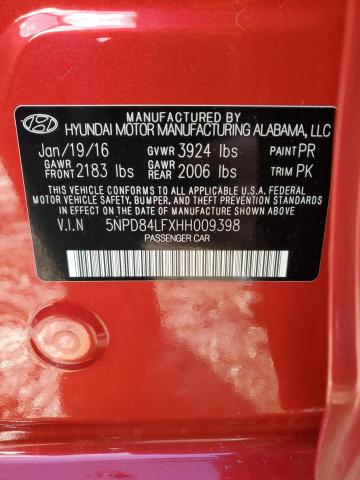 MANUFACTURED BY
HYUNDAI MOTOR MANUFACTURING ALABAMA, LLC
Jan/19/16 GVWR 3924 lbs PAINT PR
GAWR FRONT 2183 lbs GAWR REAR 2006 lbs TRIM PK
THIS VEHICLE CONFORMS TO ALL APPLICABLE U.S.A. FEDERAL
MOTOR VEHICLE SAFETY, BUMPER, AND THEFT PREVENTION
STANDARDS IN EFFECT ON THE DATE OF MANUFACTURE SHOWN ABOVE.
V.I.N 5NPD84LFXHH009398
PASSENGER CAR